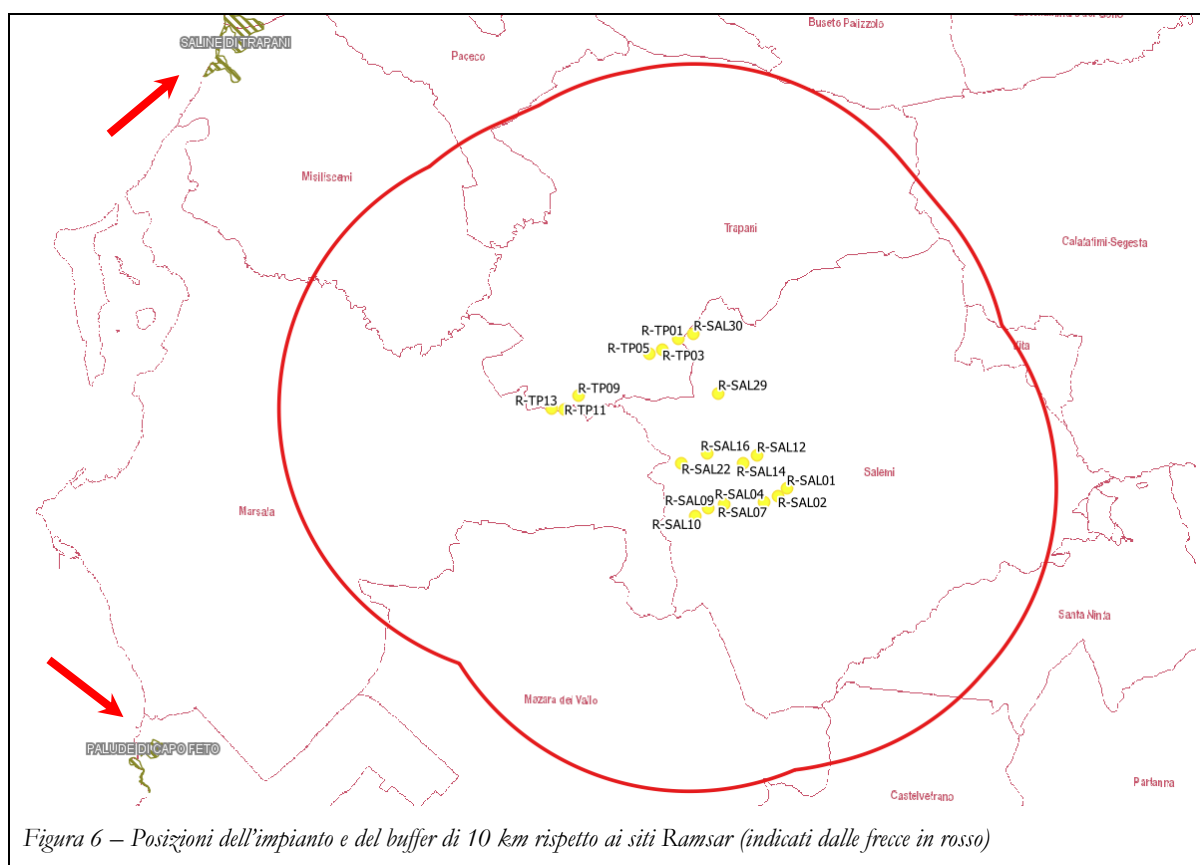 SALINE DI TRAPANI
Buseto Palizzolo
Paceco
Misiliscemi
Trapani
Calatafimi-Segesta
R-TP01
R-SAL30
R-TP05
R-TP03
Vita
R-TP09
R-SAL29
R-TP13
R-TP11
R-SAL16
R-SAL12
R-SAL22
R-SAL14
Salemi
R-SAL01
R-SAL09
R-SAL04
R-SAL02
R-SAL07
R-SAL10
Marsala
Santa Ninfa
Mazara del Vallo
PALUDE DI CAPO FETO
Partanna
Castelvetrano
Figura 6 – Posizioni dell'impianto e del buffer di 10 km rispetto ai siti Ramsar (indicati dalle frecce in rosso)